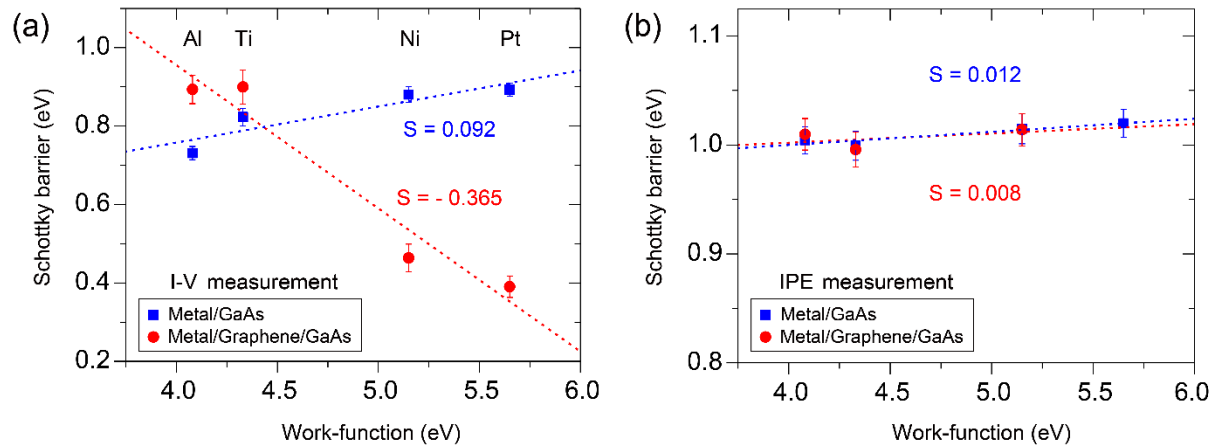 (a)
Al Ti Ni Pt
1.0
0.8
0.6
0.4
0.2
Schottky barrier (eV)
S = 0.092
S = - 0.365
I-V measurement
Metal/GaAs
Metal/Graphene/GaAs
4.0 4.5 5.0 5.5 6.0
Work-function (eV)
(b)
1.1
1.0
0.9
0.8
Schottky barrier (eV)
S = 0.012
S = 0.008
IPE measurement
Metal/GaAs
Metal/Graphene/GaAs
4.0 4.5 5.0 5.5 6.0
Work-function (eV)